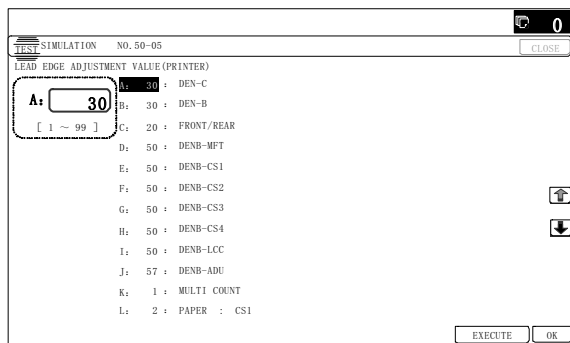 0
TEST SIMULATION NO.50-05
CLOSE
LEAD EDGE ADJUSTMENT VALUE(PRINTER)
A: 30
[ 1 ~ 99 ]
A: 30 : DEN-C
B: 30 : DEN-B
C: 20 : FRONT/REAR
D: 50 : DENB-MFT
E: 50 : DENB-CS1
F: 50 : DENB-CS2
G: 50 : DENB-CS3
H: 50 : DENB-CS4
I: 50 : DENB-LCC
J: 57 : DENB-ADU
K: 1 : MULTI COUNT
L: 2 : PAPER : CS1
EXECUTE OK